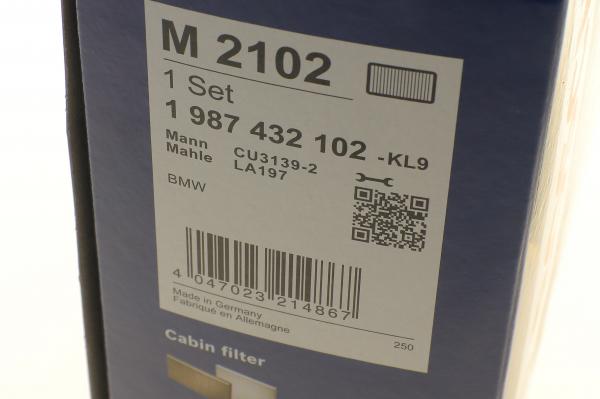 M 2102
1 Set
1 987 432 102 -KL9
Mann CU3139-2
Mahle LA197
BMW
4 047023 214867
Made in Germany
Fabriqué en Allemagne
250
Cabin filter